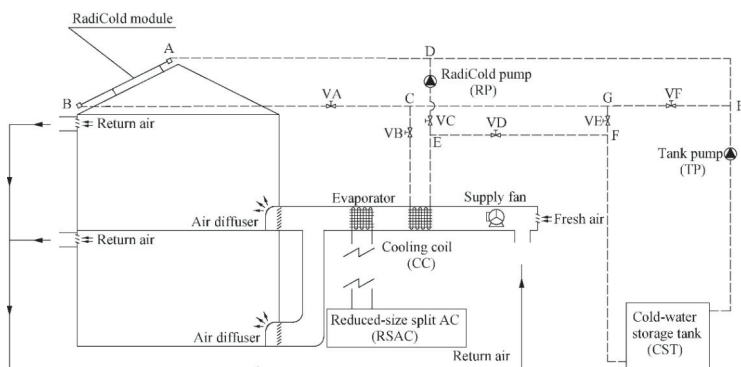 RadiCold module
A
D
RadiCold pump
(RP)
B
VA
C
G
VF
Return air
VB
VC
VD
VE
E
F
Tank pump
(TP)
Evaporator
Supply fan
Air diffuser
Fresh air
Return air
Cooling coil
(CC)
Air diffuser
Reduced-size split AC
(RSAC)
Return air
Cold-water
storage tank
(CST)